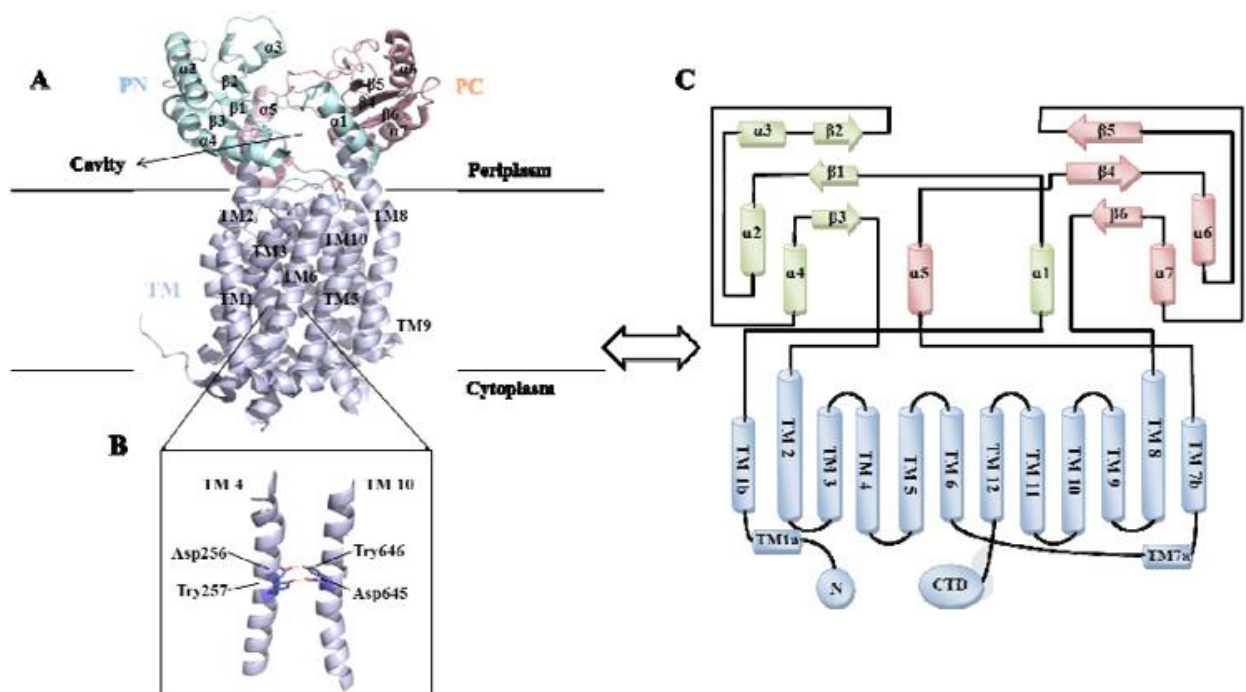 A
PN
PC
α2
α3
β2
β1
α5
β3
α4
α1
β5
α6
β4
β6
α7
Cavity
Periplasm
TM2
TM8
TM3
TM10
TM6
TM
TM1
TM5
TM9
Cytoplasm
B
TM 4
TM 10
Asp256
Try646
Try257
Asp645
C
α3
β2
β5
β1
β4
α2
β3
β6
α6
α4
α5
α1
α7
TM 1b
TM 2
TM 3
TM 4
TM 5
TM 6
TM 12
TM 11
TM 10
TM 9
TM 8
TM 7b
TM1a
TM7a
N
CTD